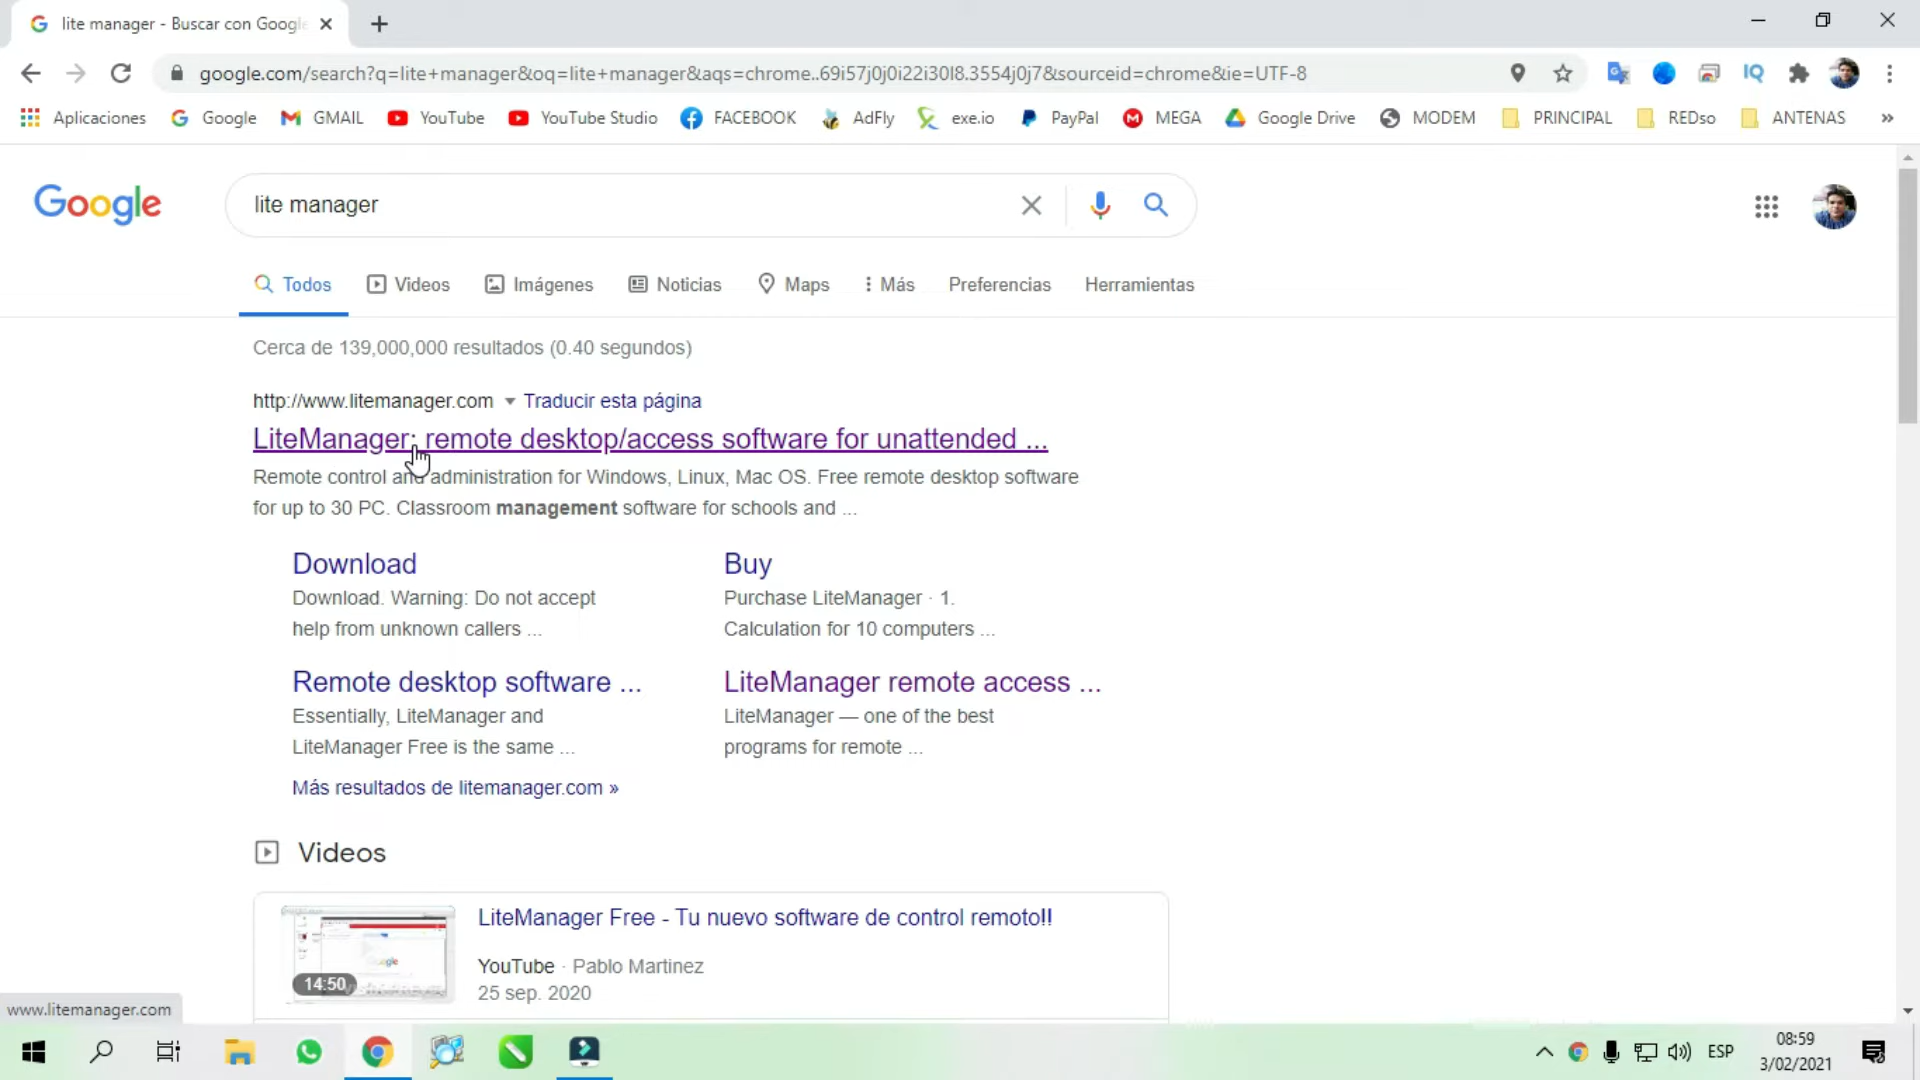 lite manager - Buscar con Google
google.com/search?q=lite+manager&oq=lite+manager&aqs=chrome..69i57j0j0i22i30l8.3554j0j7&sourceid=chrome&ie=UTF-8
Aplicaciones Google GMAIL YouTube YouTube Studio FACEBOOK AdFly exe.io PayPal MEGA Google Drive MODEM PRINCIPAL REDso ANTENAS »
Google
lite manager
Todos Videos Imágenes Noticias Maps Más Preferencias Herramientas
Cerca de 139,000,000 resultados (0.40 segundos)
http://www.litemanager.com Traducir esta página
LiteManager: remote desktop/access software for unattended ...
Remote control and administration for Windows, Linux, Mac OS. Free remote desktop software
for up to 30 PC. Classroom management software for schools and ...
Download
Download. Warning: Do not accept
help from unknown callers ...
Buy
Purchase LiteManager · 1.
Calculation for 10 computers ...
Remote desktop software ...
Essentially, LiteManager and
LiteManager Free is the same ...
LiteManager remote access ...
LiteManager — one of the best
programs for remote ...
Más resultados de litemanager.com »
Videos
14:50
LiteManager Free - Tu nuevo software de control remoto!!
YouTube · Pablo Martinez
25 sep. 2020
www.litemanager.com
ESP
08:59
3/02/2021